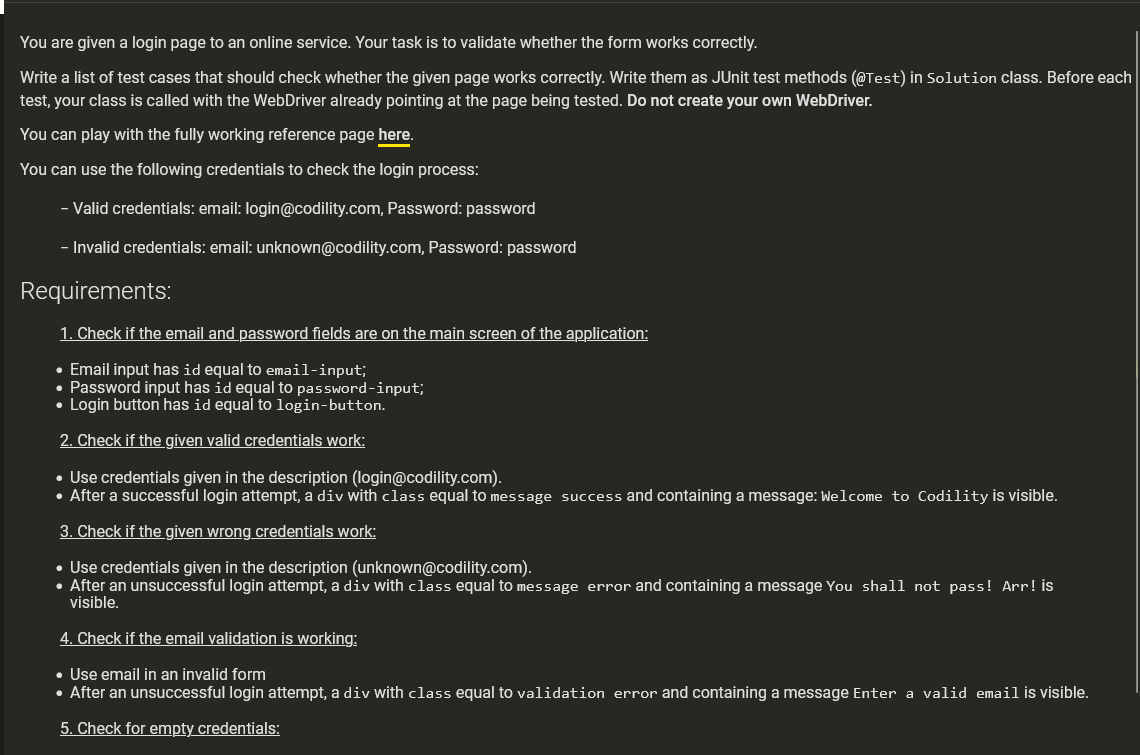 You are given a login page to an online service. Your task is to validate whether the form works correctly.
Write a list of test cases that should check whether the given page works correctly. Write them as JUnit test methods (@Test) in Solution class. Before each
test, your class is called with the WebDriver already pointing at the page being tested. Do not create your own WebDriver.
You can play with the fully working reference page here.
You can use the following credentials to check the login process:
– Valid credentials: email: login@codility.com, Password: password
– Invalid credentials: email: unknown@codility.com, Password: password
Requirements:
1. Check if the email and password fields are on the main screen of the application:
• Email input has id equal to email-input;
• Password input has id equal to password-input;
• Login button has id equal to login-button.
2. Check if the given valid credentials work:
• Use credentials given in the description (login@codility.com).
• After a successful login attempt, a div with class equal to message success and containing a message: Welcome to Codility is visible.
3. Check if the given wrong credentials work:
• Use credentials given in the description (unknown@codility.com).
• After an unsuccessful login attempt, a div with class equal to message error and containing a message You shall not pass! Arr! is
visible.
4. Check if the email validation is working:
• Use email in an invalid form
• After an unsuccessful login attempt, a div with class equal to validation error and containing a message Enter a valid email is visible.
5. Check for empty credentials: